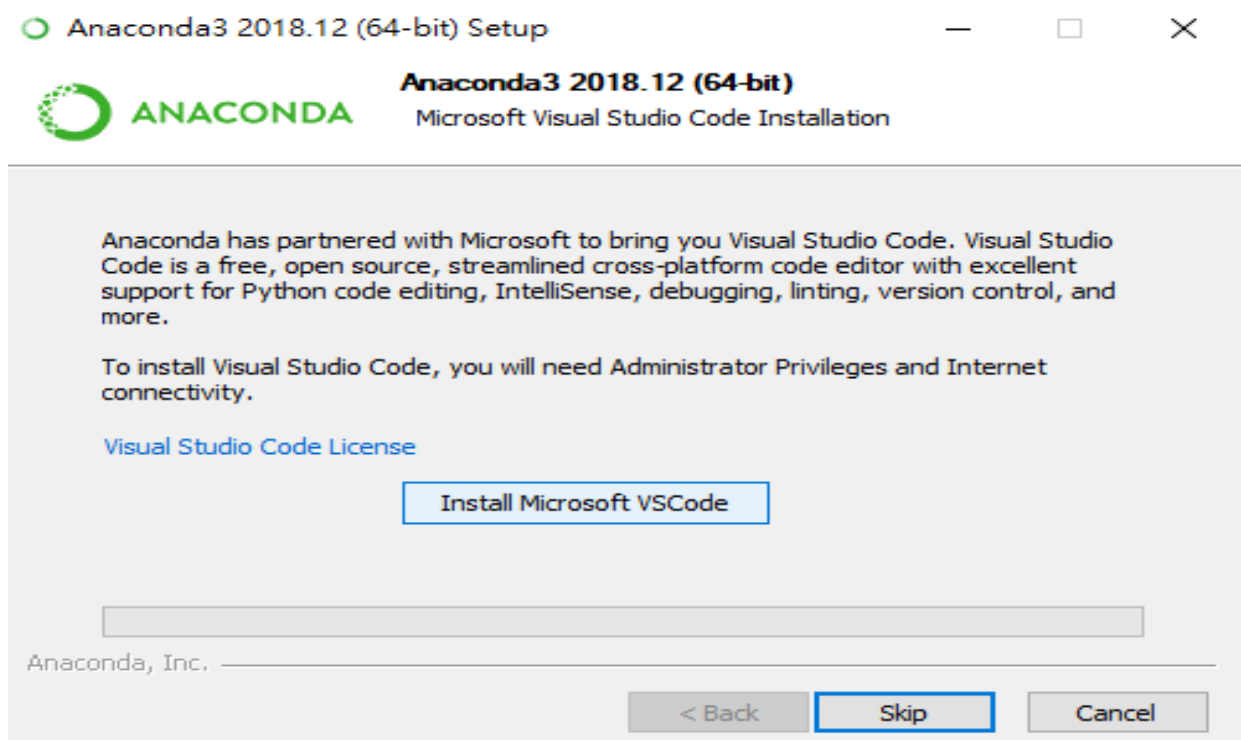 Anaconda3 2018.12 (64-bit) Setup
ANACONDA
Anaconda3 2018.12 (64-bit)
Microsoft Visual Studio Code Installation
Anaconda has partnered with Microsoft to bring you Visual Studio Code. Visual Studio
Code is a free, open source, streamlined cross-platform code editor with excellent
support for Python code editing, IntelliSense, debugging, linting, version control, and
more.
To install Visual Studio Code, you will need Administrator Privileges and Internet
connectivity.
Visual Studio Code License
Install Microsoft VSCode
Anaconda, Inc.
< Back Skip Cancel